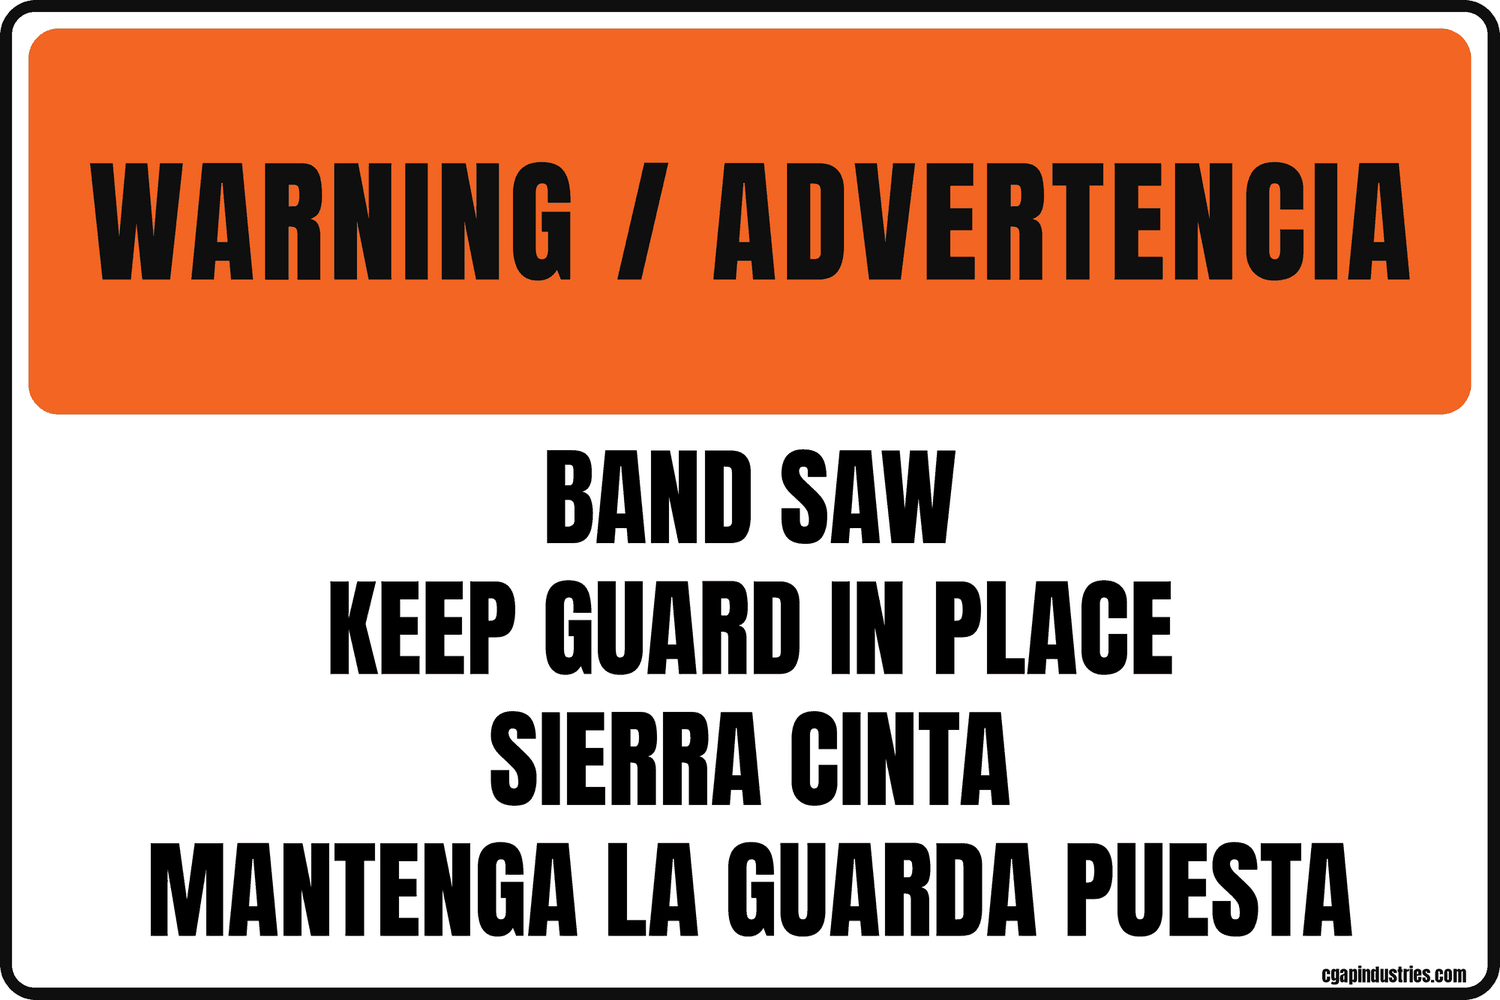 WARNING / ADVERTENCIA
BAND SAW
KEEP GUARD IN PLACE
SIERRA CINTA
MANTENGA LA GUARDA PUESTA
cgapindustries.com